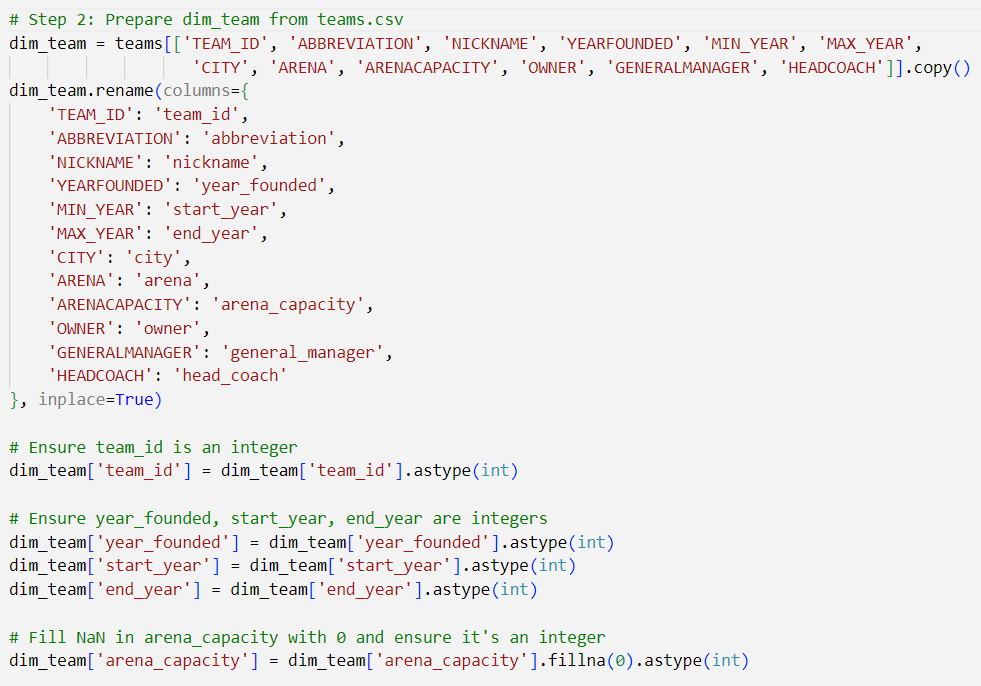 # Step 2: Prepare dim_team from teams.csv
dim_team = teams[['TEAM_ID', 'ABBREVIATION', 'NICKNAME', 'YEARFOUNDED', 'MIN_YEAR', 'MAX_YEAR',
                   'CITY', 'ARENA', 'ARENACAPACITY', 'OWNER', 'GENERALMANAGER', 'HEADCOACH']].copy()
dim_team.rename(columns={
    'TEAM_ID': 'team_id',
    'ABBREVIATION': 'abbreviation',
    'NICKNAME': 'nickname',
    'YEARFOUNDED': 'year_founded',
    'MIN_YEAR': 'start_year',
    'MAX_YEAR': 'end_year',
    'CITY': 'city',
    'ARENA': 'arena',
    'ARENACAPACITY': 'arena_capacity',
    'OWNER': 'owner',
    'GENERALMANAGER': 'general_manager',
    'HEADCOACH': 'head_coach'
}, inplace=True)

# Ensure team_id is an integer
dim_team['team_id'] = dim_team['team_id'].astype(int)

# Ensure year_founded, start_year, end_year are integers
dim_team['year_founded'] = dim_team['year_founded'].astype(int)
dim_team['start_year'] = dim_team['start_year'].astype(int)
dim_team['end_year'] = dim_team['end_year'].astype(int)

# Fill NaN in arena_capacity with 0 and ensure it's an integer
dim_team['arena_capacity'] = dim_team['arena_capacity'].fillna(0).astype(int)